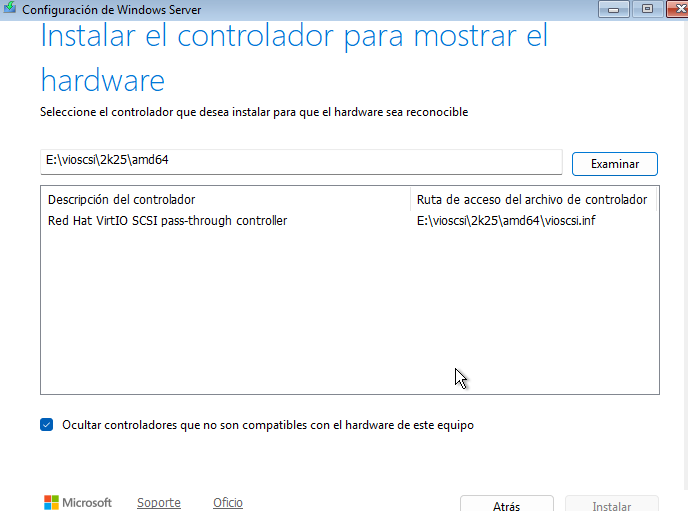 Configuración de Windows Server
Instalar el controlador para mostrar el
hardware
Seleccione el controlador que desea instalar para que el hardware sea reconocible
E:\vioscsi\2k25\amd64
Examinar
Descripción del controlador
Ruta de acceso del archivo de controlador
Red Hat VirtIO SCSI pass-through controller
E:\vioscsi\2k25\amd64\vioscsi.inf
Ocultar controladores que no son compatibles con el hardware de este equipo
Microsoft
Soporte
Oficio
Atrás
Instalar